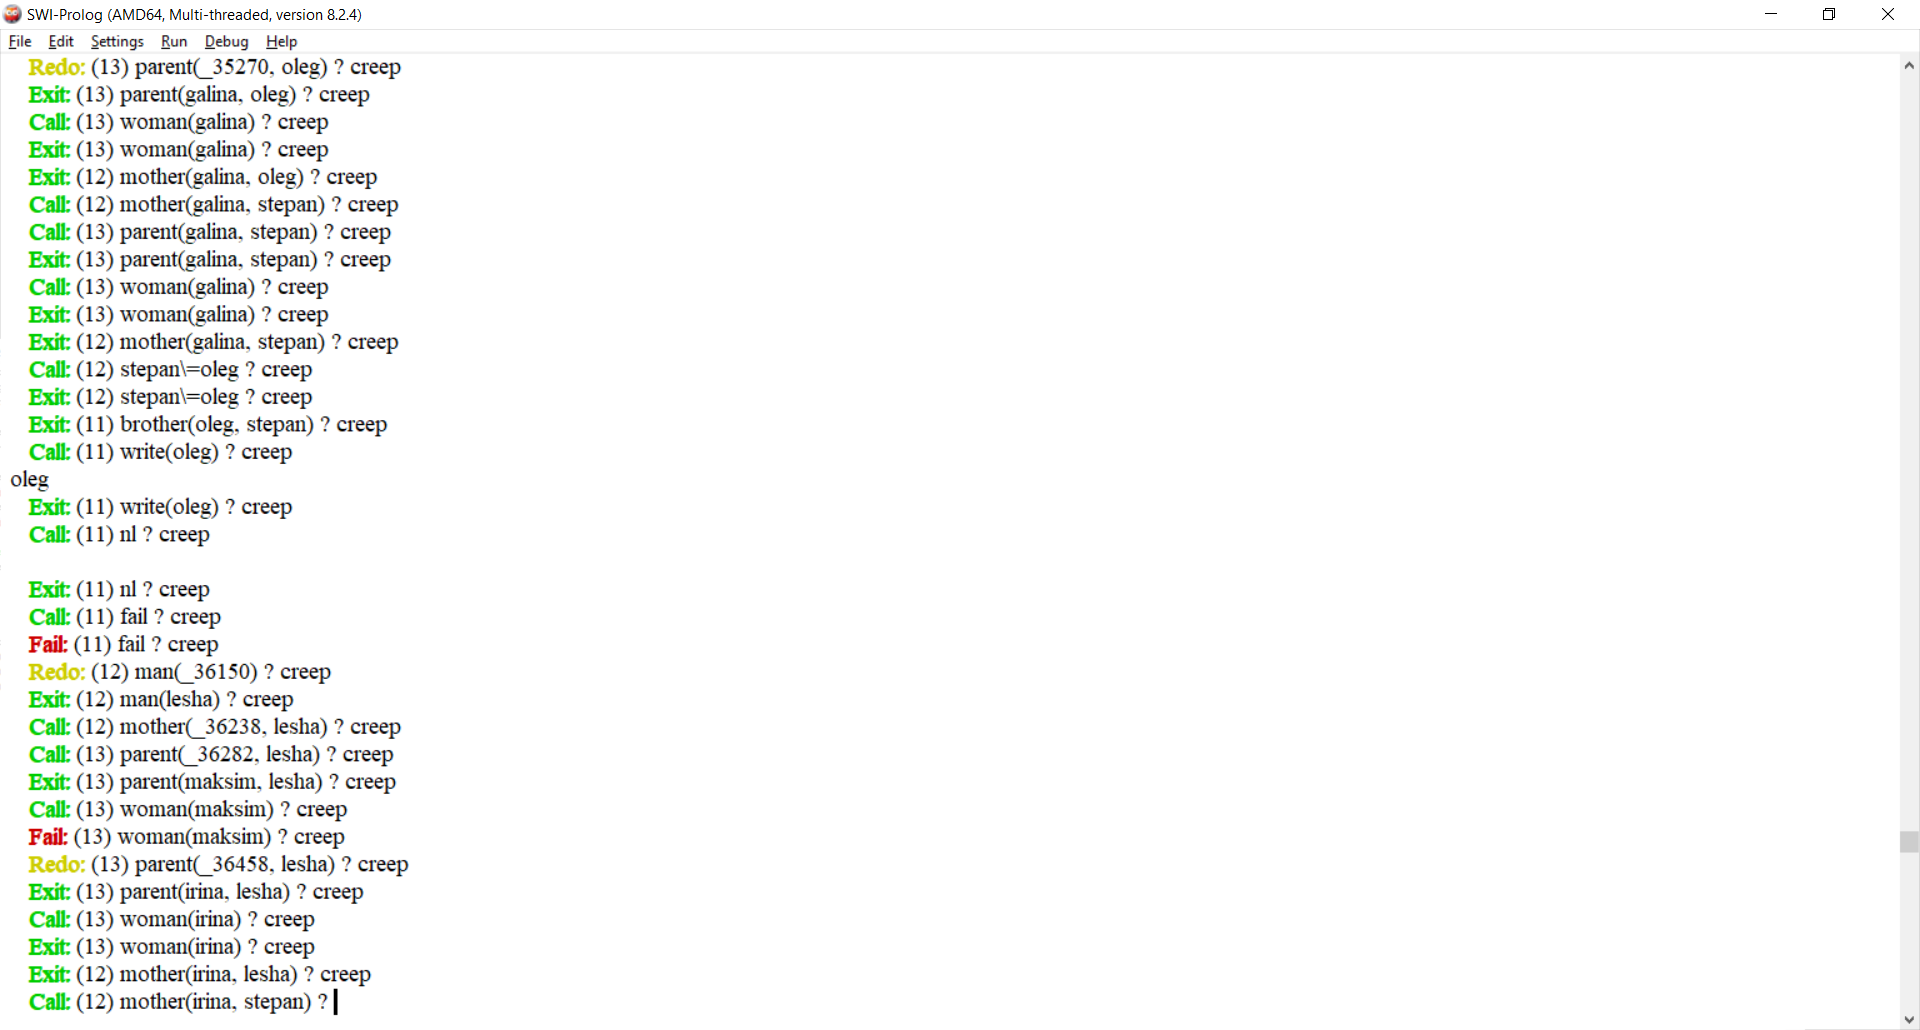 SWI-Prolog (AMD64, Multi-threaded, version 8.2.4)
File Edit Settings Run Debug Help
Redo: (13) parent(_35270, oleg) ? creep
Exit: (13) parent(galina, oleg) ? creep
Call: (13) woman(galina) ? creep
Exit: (13) woman(galina) ? creep
Exit: (12) mother(galina, oleg) ? creep
Call: (12) mother(galina, stepan) ? creep
Call: (13) parent(galina, stepan) ? creep
Exit: (13) parent(galina, stepan) ? creep
Call: (13) woman(galina) ? creep
Exit: (13) woman(galina) ? creep
Exit: (12) mother(galina, stepan) ? creep
Call: (12) stepan\=oleg ? creep
Exit: (12) stepan\=oleg ? creep
Exit: (11) brother(oleg, stepan) ? creep
Call: (11) write(oleg) ? creep
oleg
Exit: (11) write(oleg) ? creep
Call: (11) nl ? creep
Exit: (11) nl ? creep
Call: (11) fail ? creep
Fail: (11) fail ? creep
Redo: (12) man(_36150) ? creep
Exit: (12) man(lesha) ? creep
Call: (12) mother(_36238, lesha) ? creep
Call: (13) parent(_36282, lesha) ? creep
Exit: (13) parent(maksim, lesha) ? creep
Call: (13) woman(maksim) ? creep
Fail: (13) woman(maksim) ? creep
Redo: (13) parent(_36458, lesha) ? creep
Exit: (13) parent(irina, lesha) ? creep
Call: (13) woman(irina) ? creep
Exit: (13) woman(irina) ? creep
Exit: (12) mother(irina, lesha) ? creep
Call: (12) mother(irina, stepan) ?